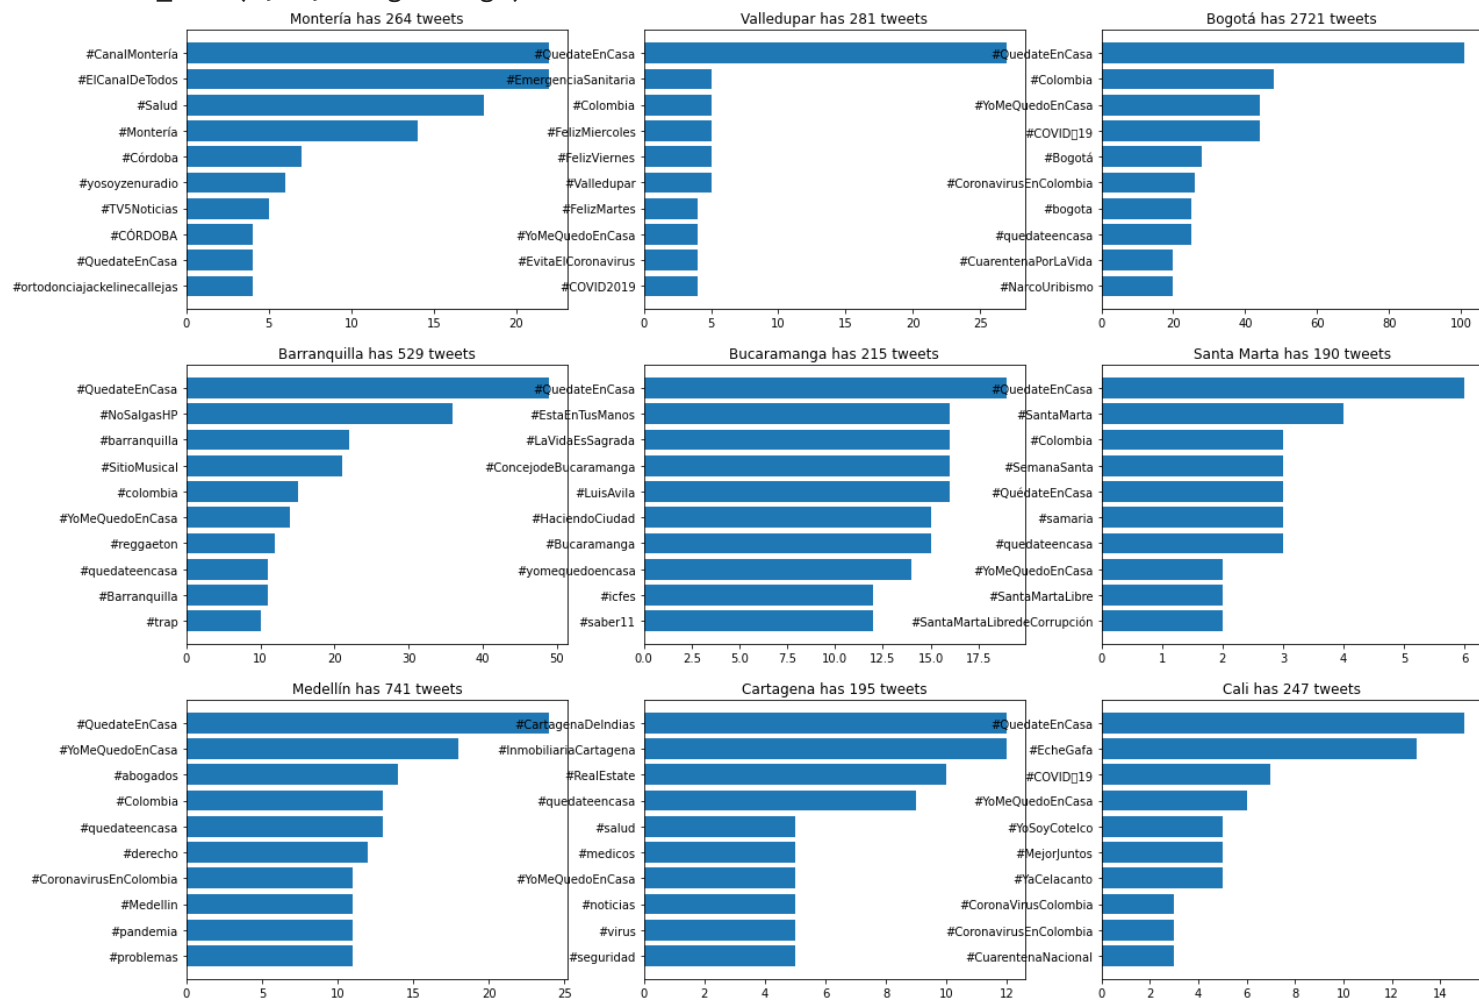 Montería has 264 tweets
#CanalMontería
#ElCanalDeTodos
#Salud
#Montería
#Córdoba
#yosoyzenuradio
#TV5Noticias
#CÓRDOBA
#QuedateEnCasa
#ortodonciajackelinecallejas
0 5 10 15 20
Valledupar has 281 tweets
#QuedateEnCasa
#EmergenciaSanitaria
#Colombia
#FelizMiercoles
#FelizViernes
#Valledupar
#FelizMartes
#YoMeQuedoEnCasa
#EvitaElCoronavirus
#COVID2019
0 5 10 15 20 25
Bogotá has 2721 tweets
#QuedateEnCasa
#Colombia
#YoMeQuedoEnCasa
#COVID▯19
#Bogotá
#CoronavirusEnColombia
#bogota
#quedateencasa
#CuarentenaPorLaVida
#NarcoUribismo
0 20 40 60 80 100
Barranquilla has 529 tweets
#QuedateEnCasa
#NoSalgasHP
#barranquilla
#SitioMusical
#colombia
#YoMeQuedoEnCasa
#reggaeton
#quedateencasa
#Barranquilla
#trap
0 10 20 30 40 50
Bucaramanga has 215 tweets
#QuedateEnCasa
#EstaEnTusManos
#LaVidaEsSagrada
#ConcejodeBucaramanga
#LuisAvila
#HaciendoCiudad
#Bucaramanga
#yomequedoencasa
#icfes
#saber11
0.0 2.5 5.0 7.5 10.0 12.5 15.0 17.5
Santa Marta has 190 tweets
#QuedateEnCasa
#SantaMarta
#Colombia
#SemanaSanta
#QuédateEnCasa
#samaria
#quedateencasa
#YoMeQuedoEnCasa
#SantaMartaLibre
#SantaMartaLibredeCorrupción
0 1 2 3 4 5 6
Medellín has 741 tweets
#QuedateEnCasa
#YoMeQuedoEnCasa
#abogados
#Colombia
#quedateencasa
#derecho
#CoronavirusEnColombia
#Medellin
#pandemia
#problemas
0 5 10 15 20 25
Cartagena has 195 tweets
#CartagenaDeIndias
#InmobiliariaCartagena
#RealEstate
#quedateencasa
#salud
#medicos
#YoMeQuedoEnCasa
#noticias
#virus
#seguridad
0 2 4 6 8 10 12
Cali has 247 tweets
#QuedateEnCasa
#EcheGafa
#COVID▯19
#YoMeQuedoEnCasa
#YoSoyCotelco
#MejorJuntos
#YaCelacanto
#CoronaVirusColombia
#CoronavirusEnColombia
#CuarentenaNacional
0 2 4 6 8 10 12 14